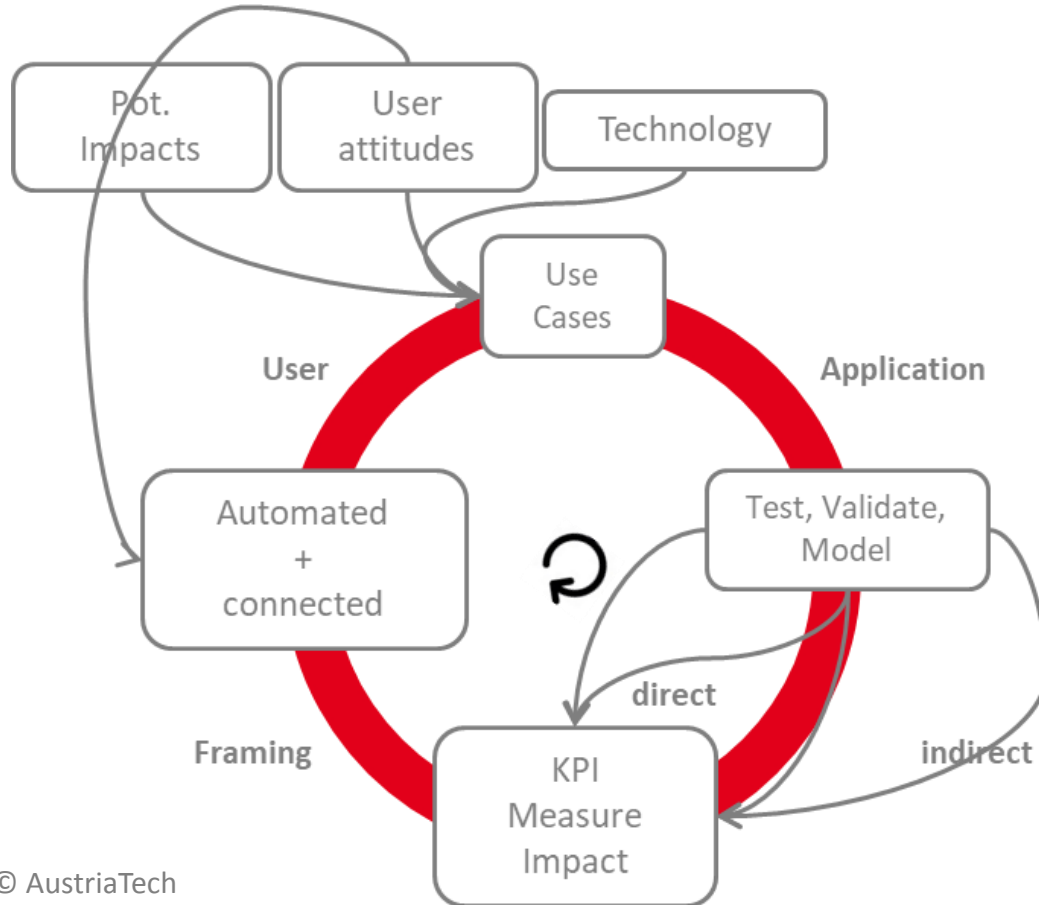 Pot.
Impacts
User
attitudes
Technology
Use
Cases
User
Application
Automated
+
connected
Test, Validate,
Model
direct
Framing
indirect
KPI
Measure
Impact
© AustriaTech